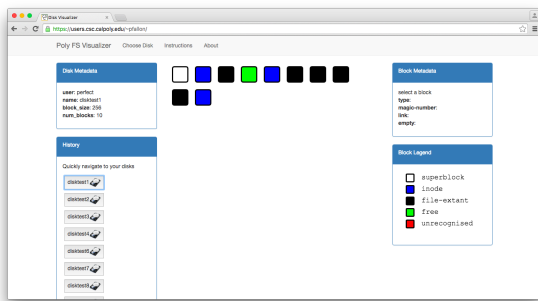 Disk Visualizer
https://users.csc.calpoly.edu/~pfallon/
Poly FS Visualizer Choose Disk Instructions About
Disk Metadata
user: perfect
name: disktest1
block_size: 256
num_blocks: 10
History
Quickly navigate to your disks
disktest1
disktest2
disktest3
disktest4
disktest6
disktest7
disktest8
Block Metadata
select a block
type:
magic-number:
link:
empty:
Block Legend
superblock
inode
file-extant
free
unrecognised